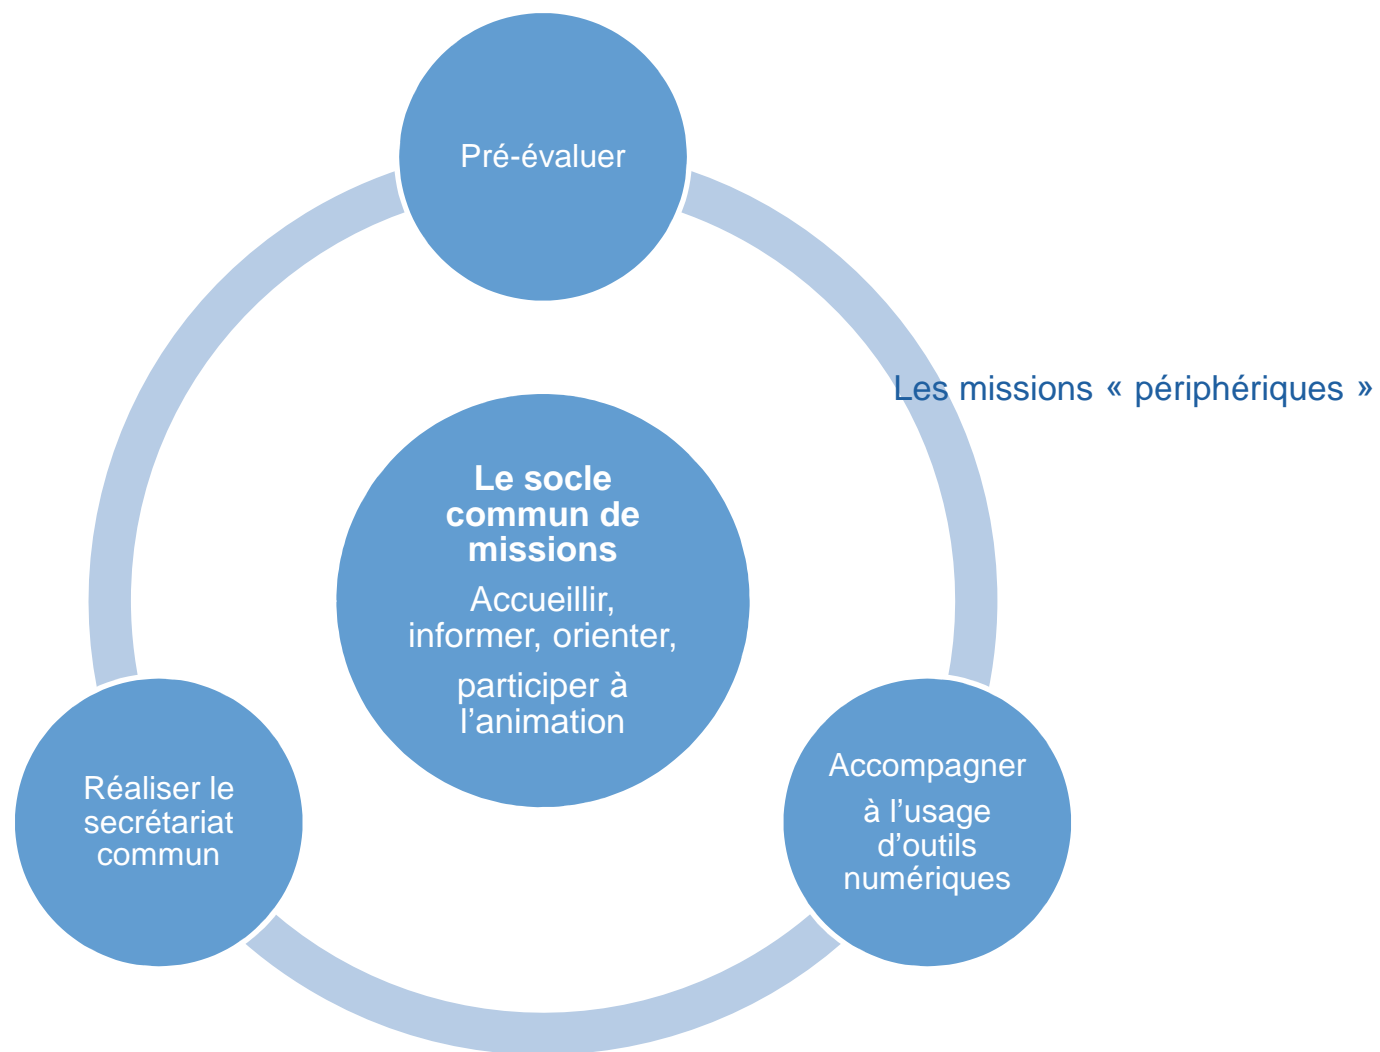 Pré-évaluer
Les missions « périphériques »
Le socle
commun de
missions
Accueillir,
informer, orienter,
participer à
l’animation
Réaliser le
secrétariat
commun
Accompagner
à l’usage
d’outils
numériques